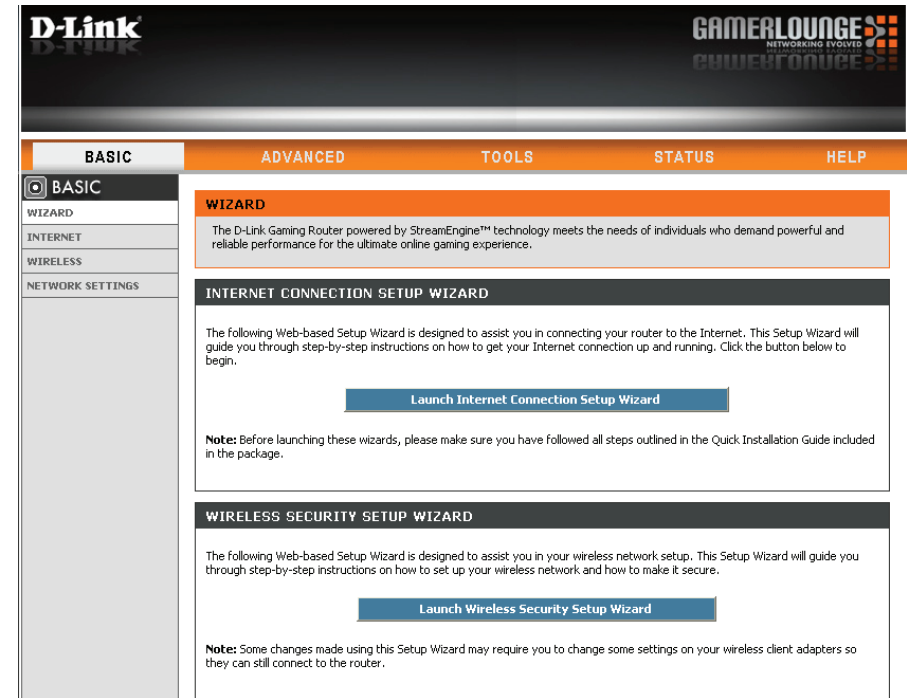 D-Link
GAMERLOUNGE
NETWORKING EVOLVED
BASIC ADVANCED TOOLS STATUS HELP
BASIC
WIZARD
INTERNET
WIRELESS
NETWORK SETTINGS
WIZARD
The D-Link Gaming Router powered by StreamEngine™ technology meets the needs of individuals who demand powerful and
reliable performance for the ultimate online gaming experience.
INTERNET CONNECTION SETUP WIZARD
The following Web-based Setup Wizard is designed to assist you in connecting your router to the Internet. This Setup Wizard will
guide you through step-by-step instructions on how to get your Internet connection up and running. Click the button below to
begin.
Launch Internet Connection Setup Wizard
Note: Before launching these wizards, please make sure you have followed all steps outlined in the Quick Installation Guide included
in the package.
WIRELESS SECURITY SETUP WIZARD
The following Web-based Setup Wizard is designed to assist you in your wireless network setup. This Setup Wizard will guide you
through step-by-step instructions on how to set up your wireless network and how to make it secure.
Launch Wireless Security Setup Wizard
Note: Some changes made using this Setup Wizard may require you to change some settings on your wireless client adapters so
they can still connect to the router.